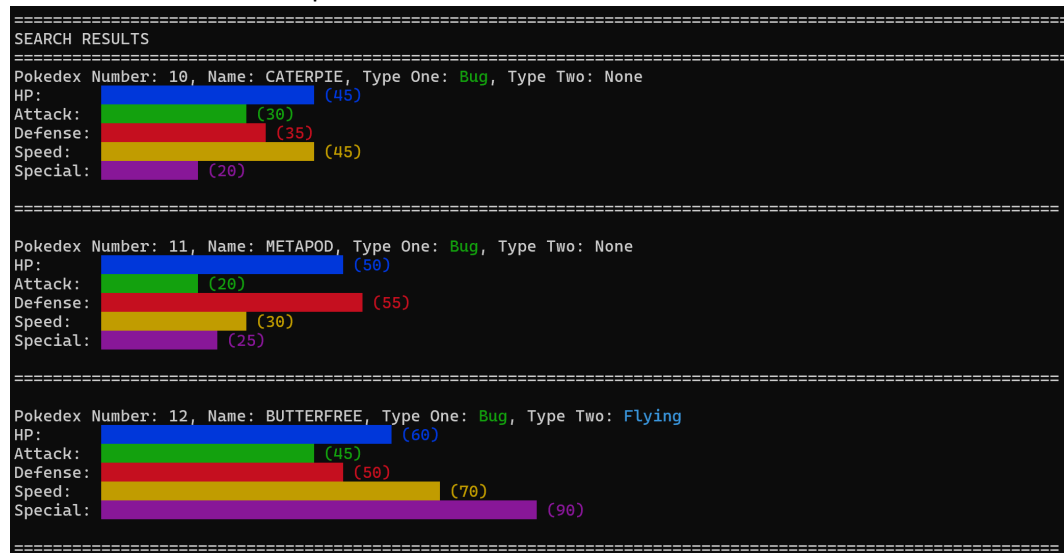 ==============================================================================================================
SEARCH RESULTS
==============================================================================================================
Pokedex Number: 10, Name: CATERPIE, Type One: Bug, Type Two: None
HP: (45)
Attack: (30)
Defense: (35)
Speed: (45)
Special: (20)
============================================================================================================
Pokedex Number: 11, Name: METAPOD, Type One: Bug, Type Two: None
HP: (50)
Attack: (20)
Defense: (55)
Speed: (30)
Special: (25)
============================================================================================================
Pokedex Number: 12, Name: BUTTERFREE, Type One: Bug, Type Two: Flying
HP: (60)
Attack: (45)
Defense: (50)
Speed: (70)
Special: (90)
============================================================================================================